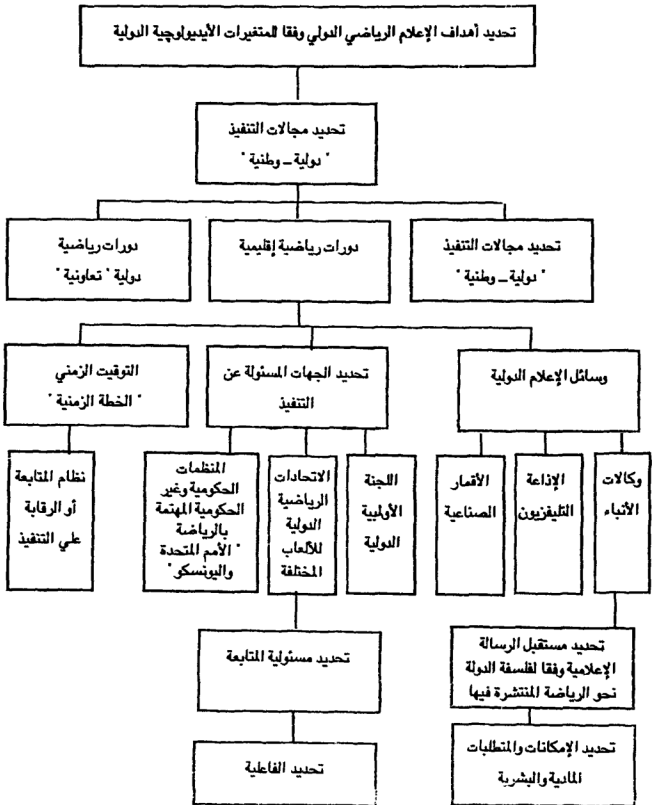 تحديد أهداف الإعلام الرياضي الدولي وفقا للمتغيرات الأيديولوچية الدولية
تحديد مجالات التنفيذ
" دولية ــ وطنية "
تحديد مجالات التنفيذ
" دولية ــ وطنية "
دورات رياضية إقليمية
دورات رياضية
دولية " تعاونية "
وسائل الإعلام الدولية
تحديد الجهات المسئولة عن
التنفيذ
التوقيت الزمني
" الخطة الزمنية "
وكالات
الأنباء
الإذاعة
التليفزيون
الأقمار
الصناعية
اللجنة
الأولمبية
الدولية
الاتحادات
الرياضية
الدولية
للألعاب
المختلفة
المنظمات
الحكومية وغير
الحكومية المهتمة
بالرياضة
" الأمم المتحدة
واليونسكو "
نظام المتابعة
أو الرقابة
علي التنفيذ
تحديد مستقبل الرسالة
الإعلامية وفقا لفلسفة الدولة
نحو الرياضة المنتشرة فيها
تحديد مسئولية المتابعة
تحديد الإمكانات والمتطلبات
المادية والبشرية
تحديد الفاعلية